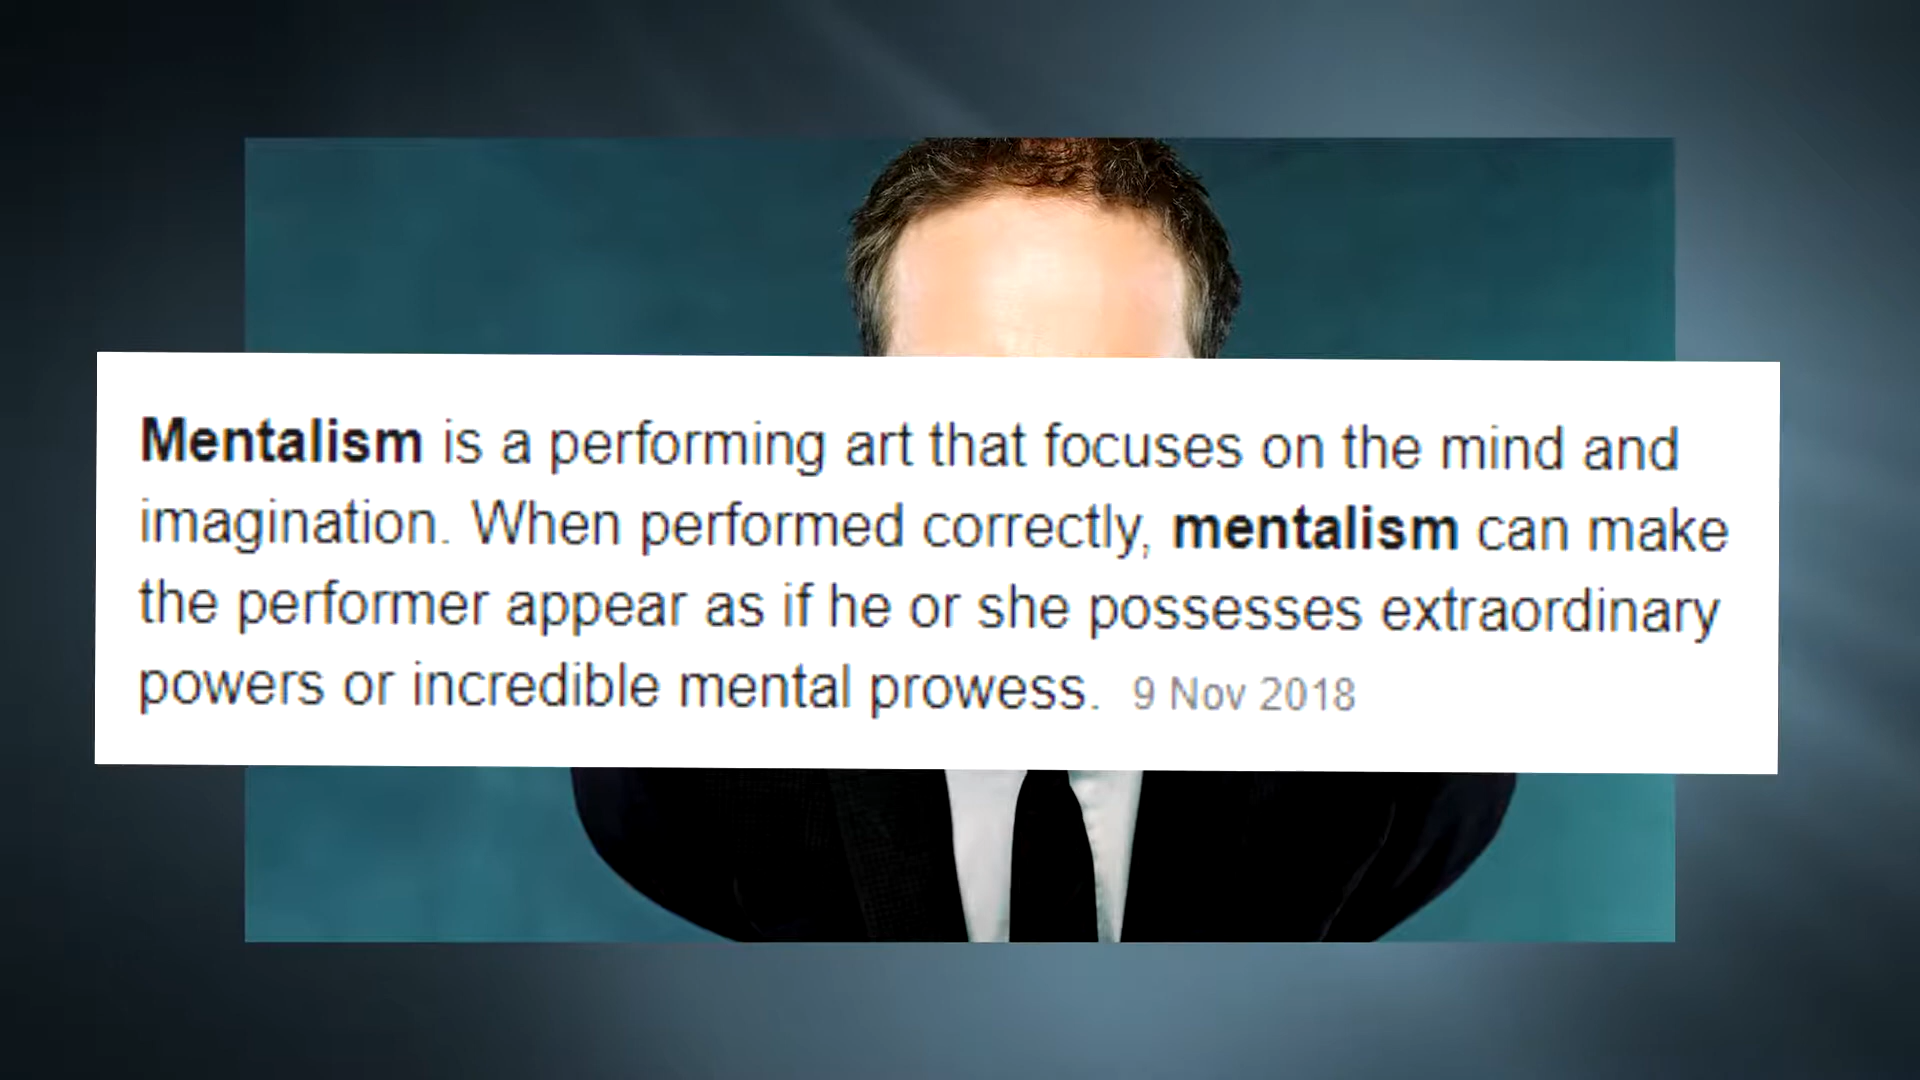 Mentalism is a performing art that focuses on the mind and
imagination. When performed correctly, mentalism can make
the performer appear as if he or she possesses extraordinary
powers or incredible mental prowess. 9 Nov 2018